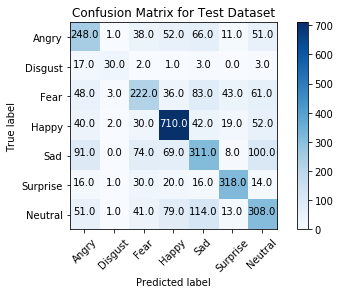 Confusion Matrix for Test Dataset
Angry 248.0 1.0 38.0 52.0 66.0 11.0 51.0
Disgust 17.0 30.0 2.0 1.0 3.0 0.0 3.0
Fear 48.0 3.0 222.0 36.0 83.0 43.0 61.0
Happy 40.0 2.0 30.0 710.0 42.0 19.0 52.0
Sad 91.0 0.0 74.0 69.0 311.0 8.0 100.0
Surprise 16.0 1.0 30.0 20.0 16.0 318.0 14.0
Neutral 51.0 1.0 41.0 79.0 114.0 13.0 308.0
Angry Disgust Fear Happy Sad Surprise Neutral
Predicted label
True label
700
600
500
400
300
200
100
0